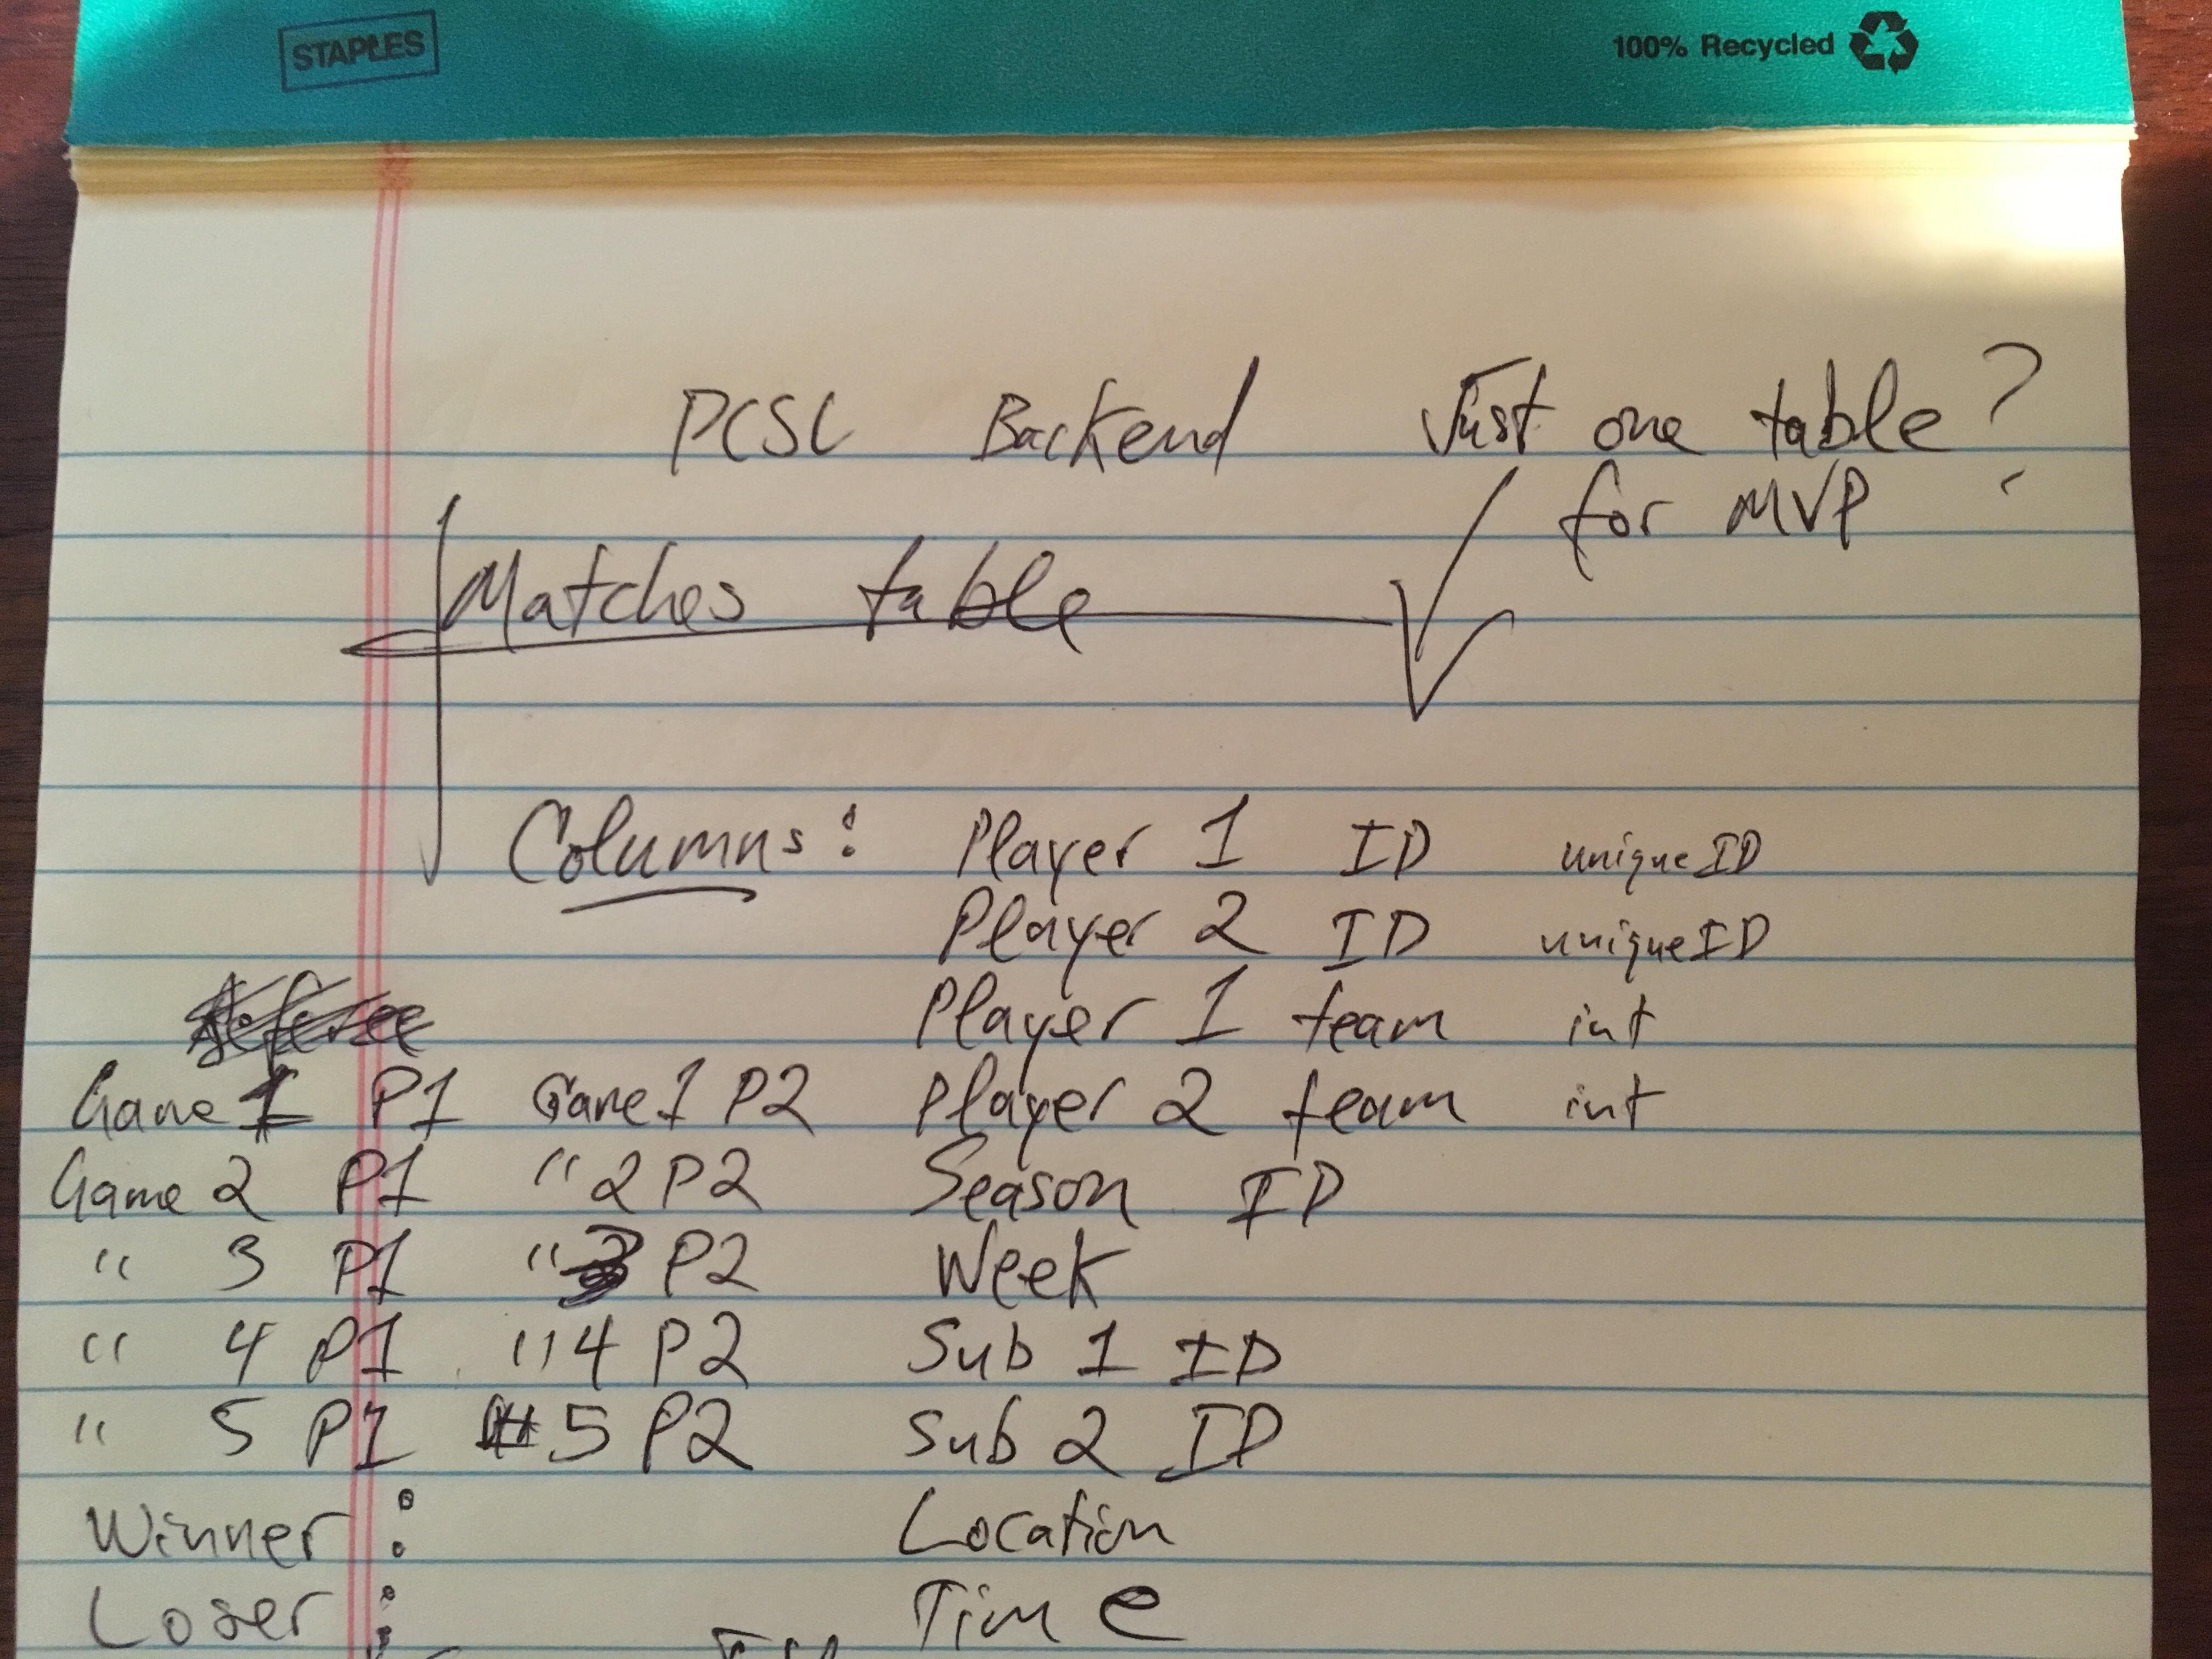 STAPLES 100% Recycled
PCSL Backend Just one table?
for MVP
Matches table
Columns: Player 1 ID uniqueID
Player 2 ID uniqueID
Player 1 team int
Game 1 P1 Game 1 P2 Player 2 team int
Game 2 P1 " 2 P2 Season ID
" 3 P1 " 3 P2 Week
" 4 P1 " 4 P2 Sub 1 ID
" 5 P1 " 5 P2 Sub 2 ID
Winner: Location
Loser: Time